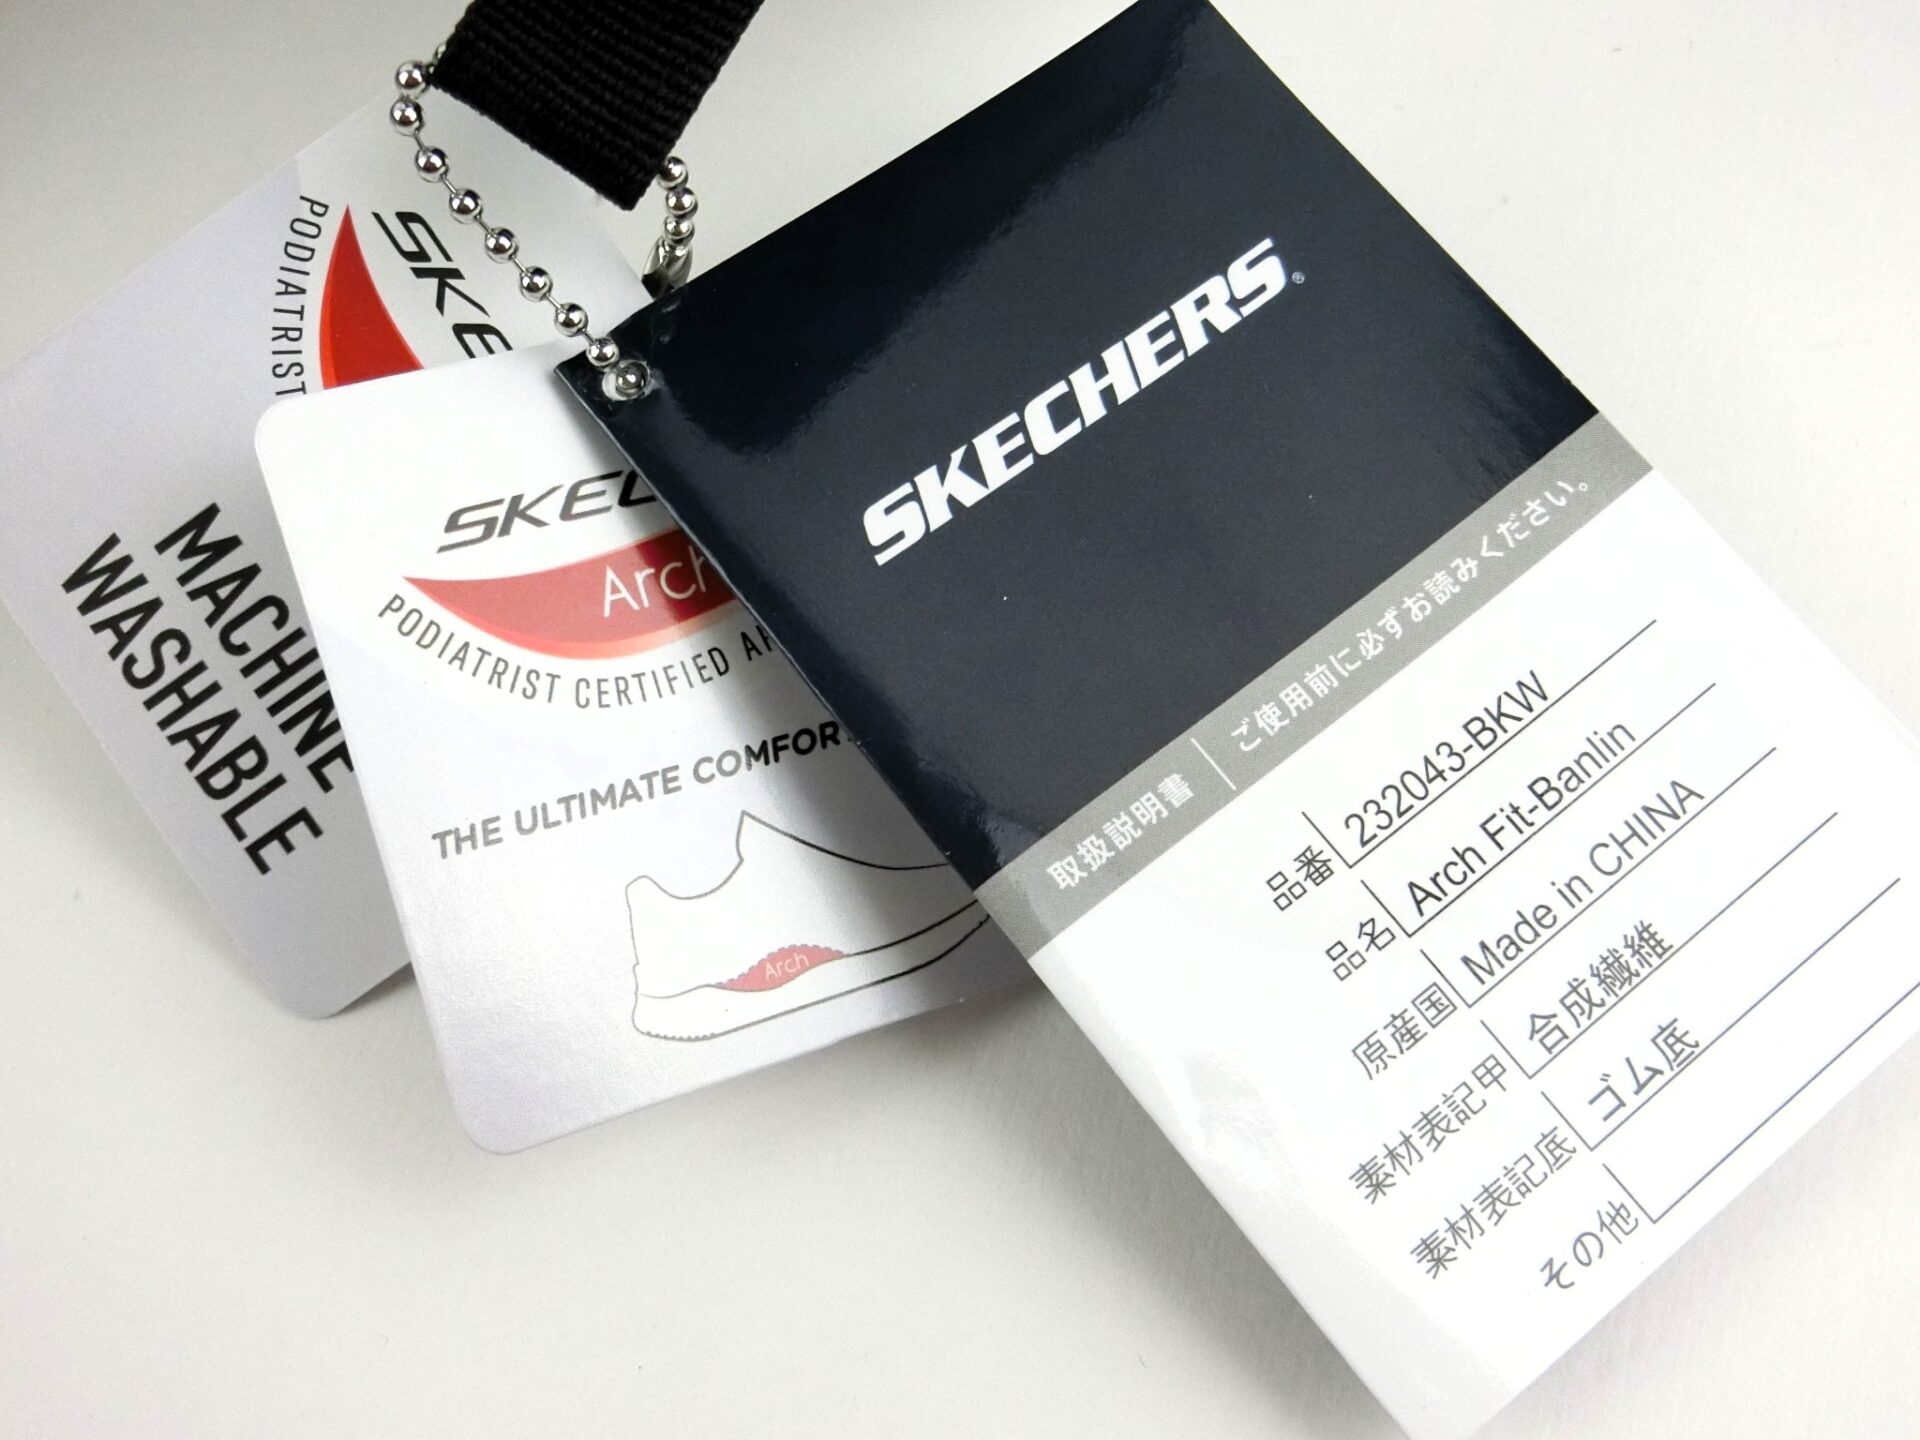 SKE
PODIATRIST
MACHINE
WASHABLE
SKEC
Arch
PODIATRIST CERTIFIED
THE ULTIMATE COMFOR
Arch
SKECHERS®
取扱説明書 | ご使用前に必ずお読みください。
品番 232043-BKW
品名 Arch Fit-Banlin
原産国 Made in CHINA
素材表記甲 合成繊維
素材表記底 ゴム底
その他